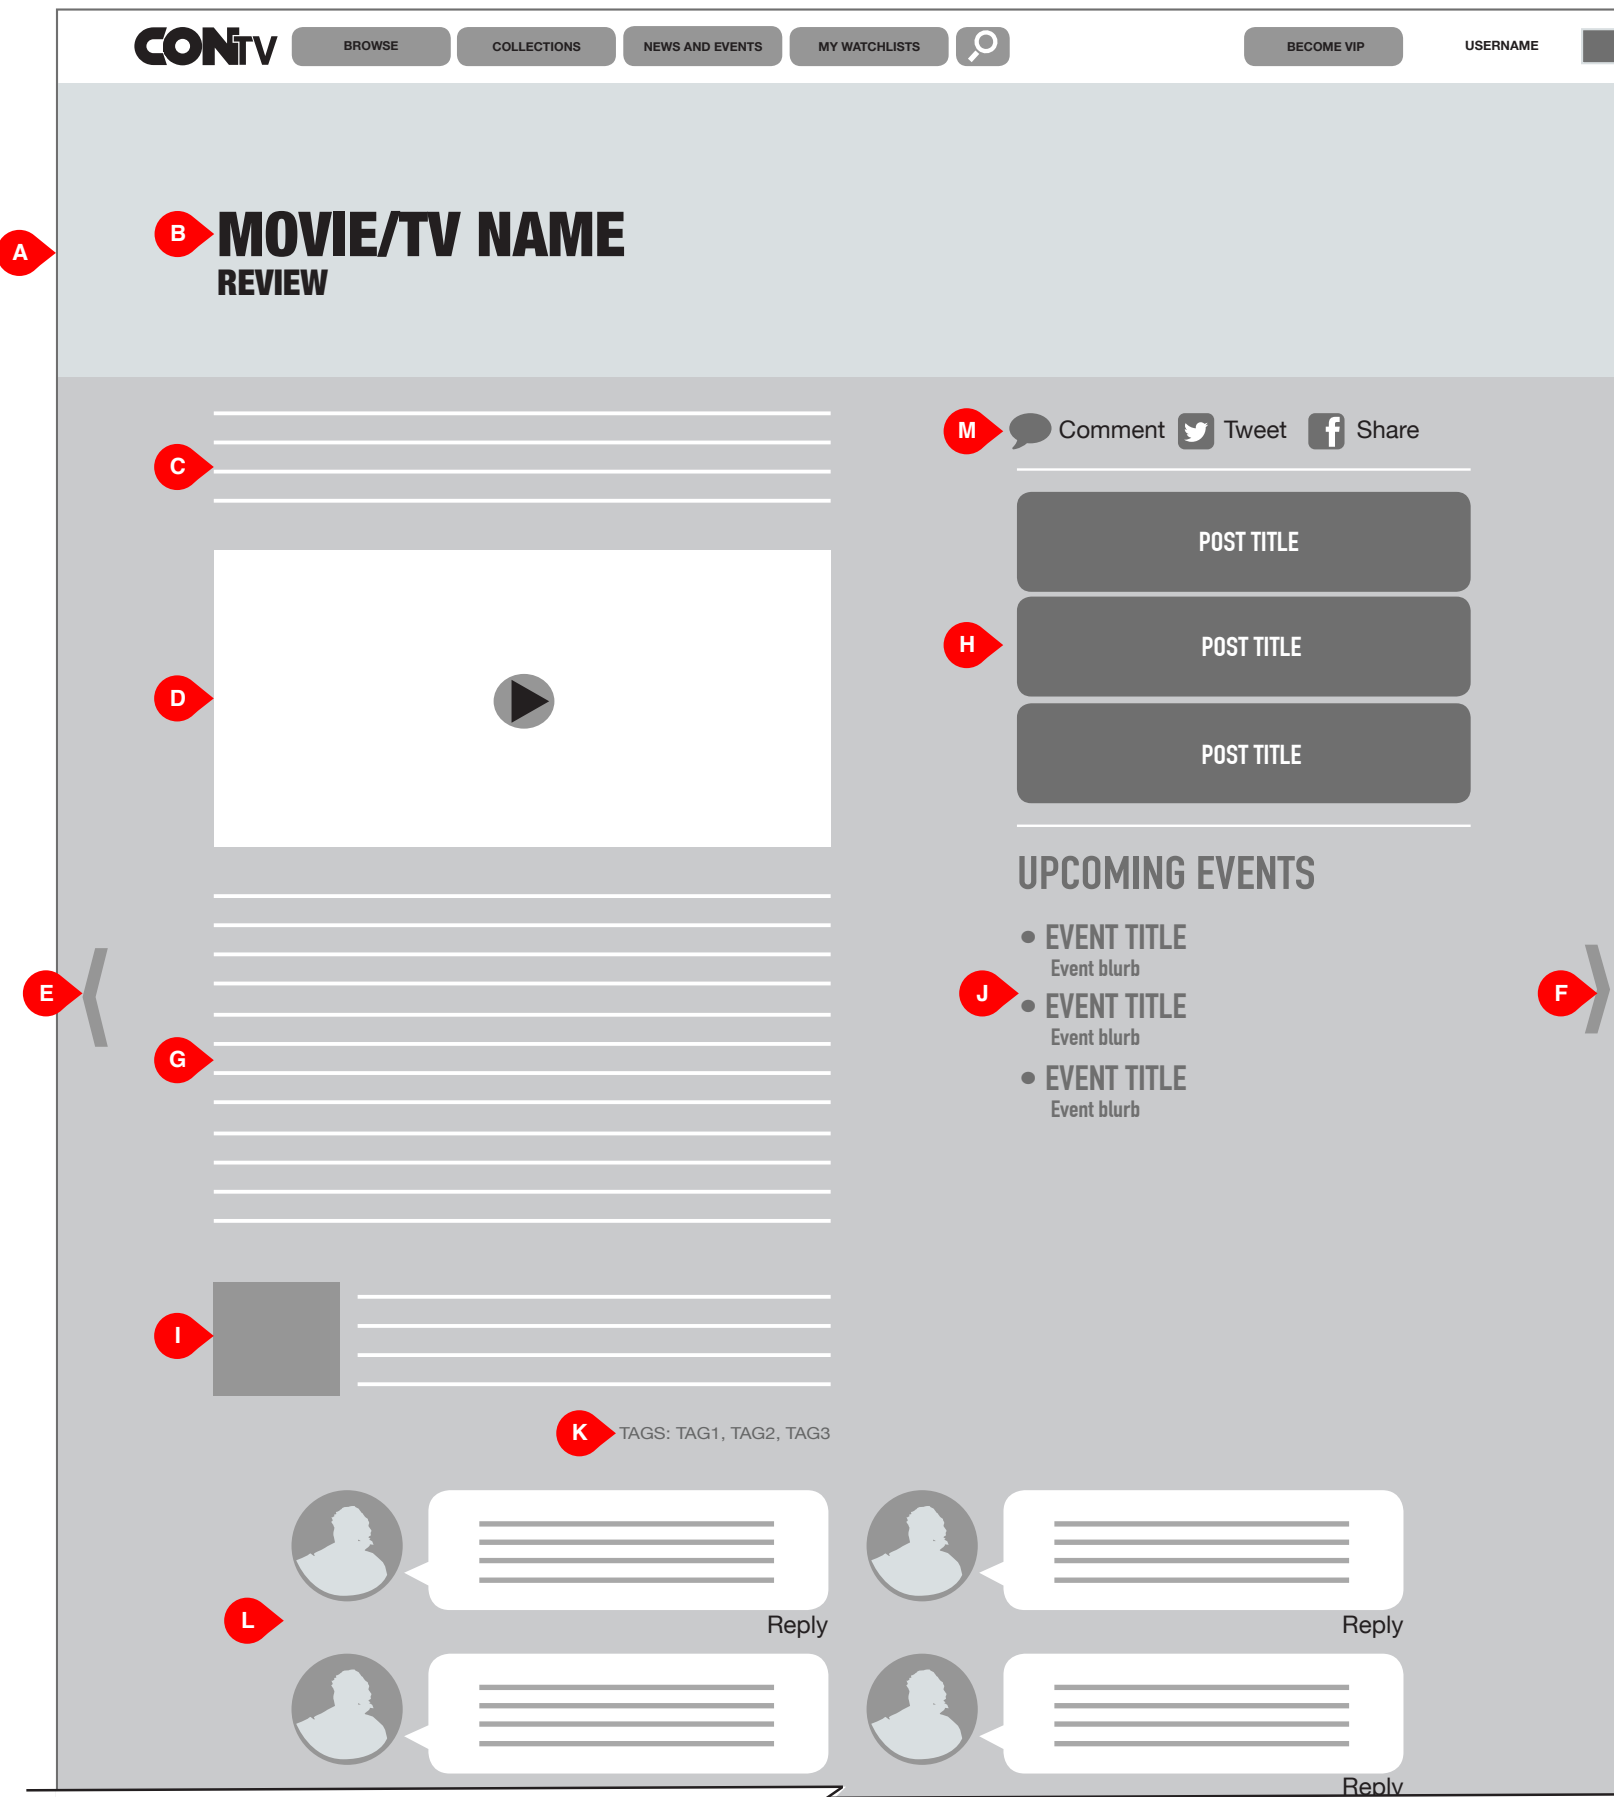 CONTV BROWSE COLLECTIONS NEWS AND EVENTS MY WATCHLISTS BECOME VIP USERNAME
A
B MOVIE/TV NAME
REVIEW
C
D
E
G
I
K TAGS: TAG1, TAG2, TAG3
M Comment Tweet f Share
POST TITLE
H POST TITLE
POST TITLE
UPCOMING EVENTS
• EVENT TITLE
Event blurb
J • EVENT TITLE
Event blurb
• EVENT TITLE
Event blurb
F
L
Reply Reply
Reply